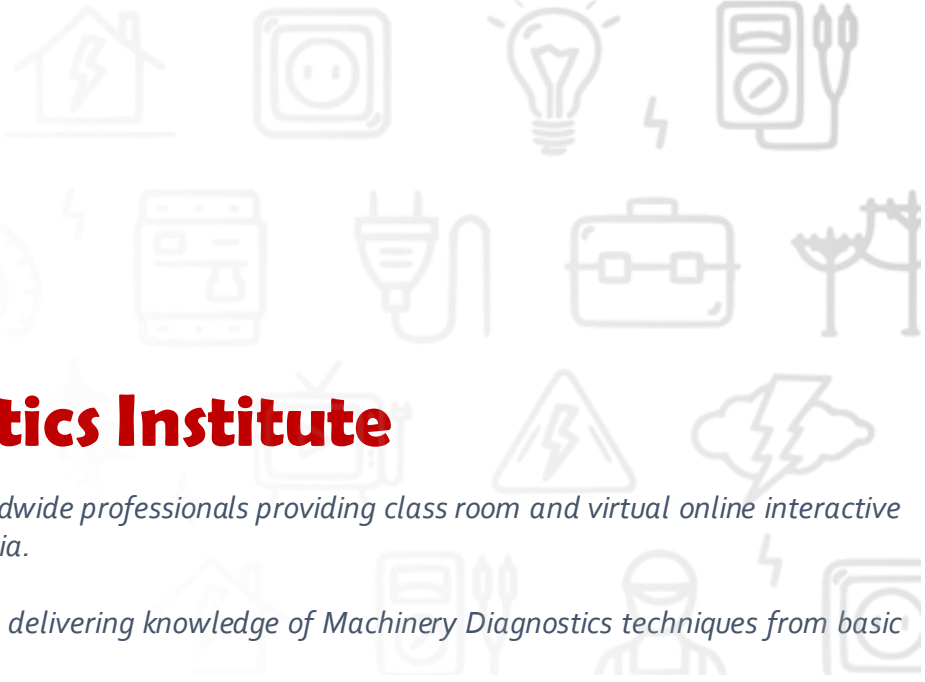 tics Institute
dwide professionals providing class room and virtual online interactive
ia.
delivering knowledge of Machinery Diagnostics techniques from basic